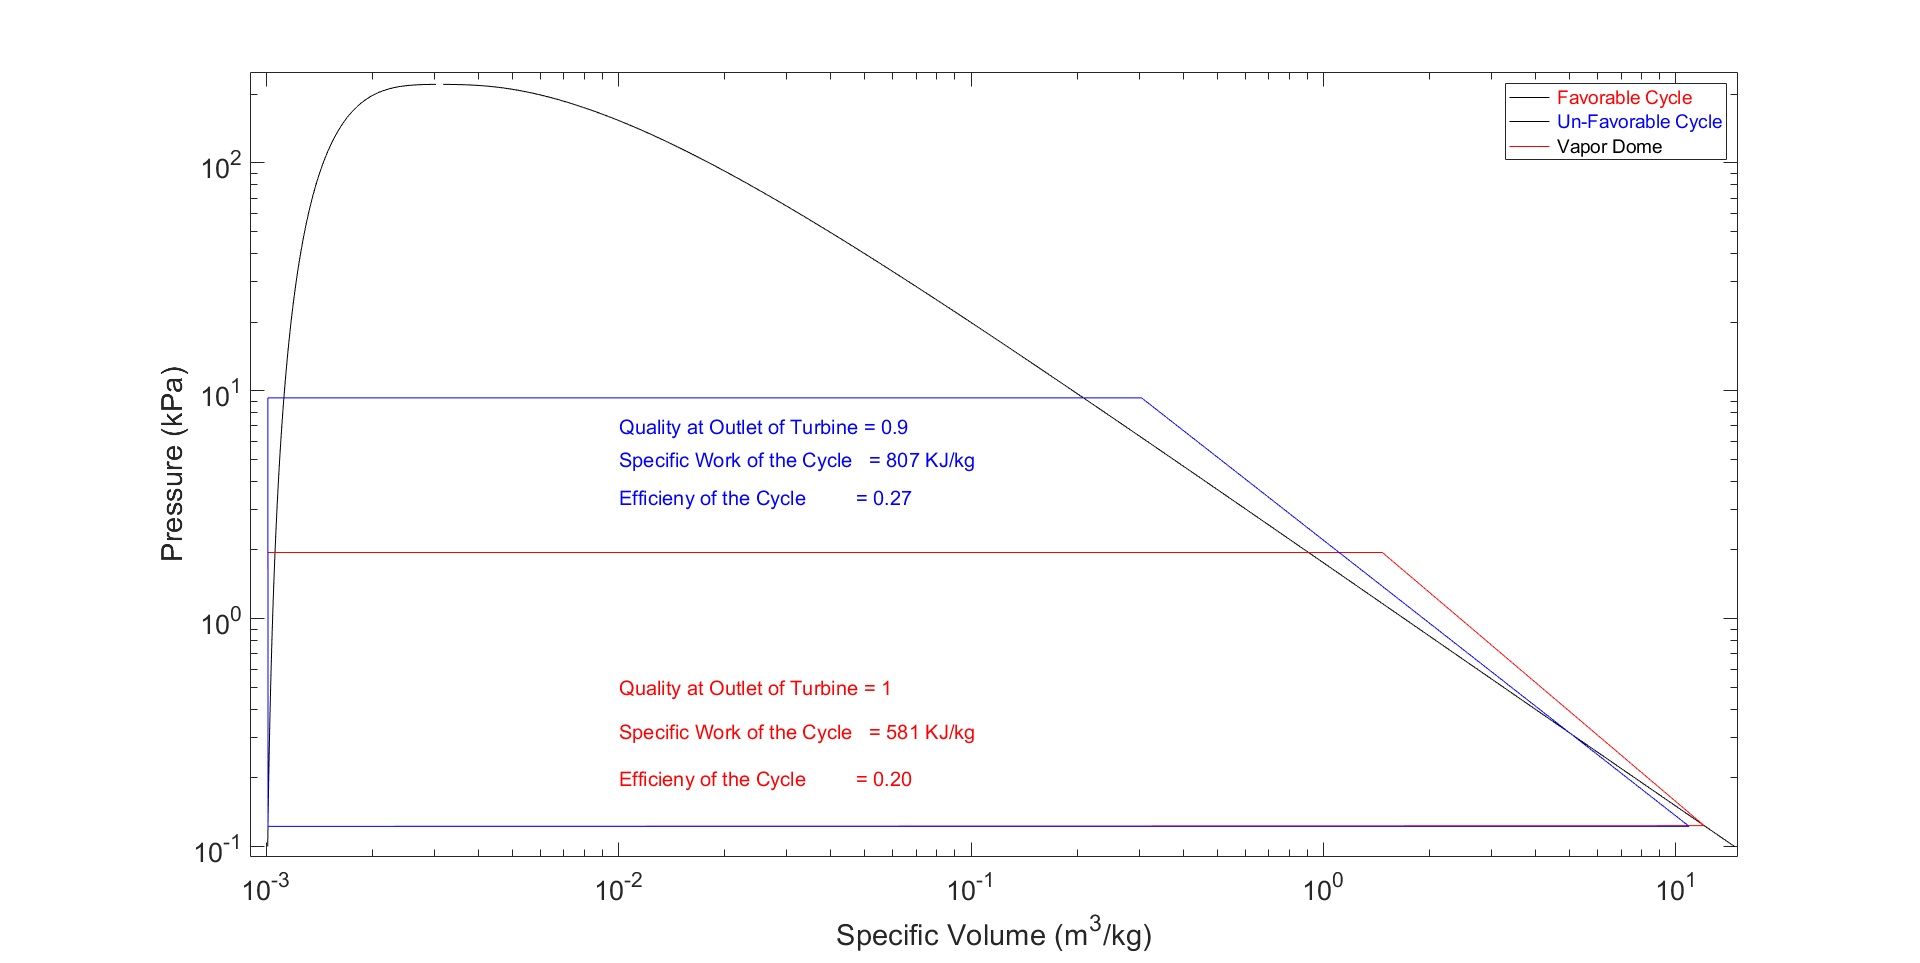 Favorable Cycle
Un-Favorable Cycle
Vapor Dome
10^2
10^1
10^0
10^-1
Pressure (kPa)
Quality at Outlet of Turbine = 0.9
Specific Work of the Cycle = 807 KJ/kg
Efficieny of the Cycle = 0.27
Quality at Outlet of Turbine = 1
Specific Work of the Cycle = 581 KJ/kg
Efficieny of the Cycle = 0.20
10^-3 10^-2 10^-1 10^0 10^1
Specific Volume (m^3/kg)